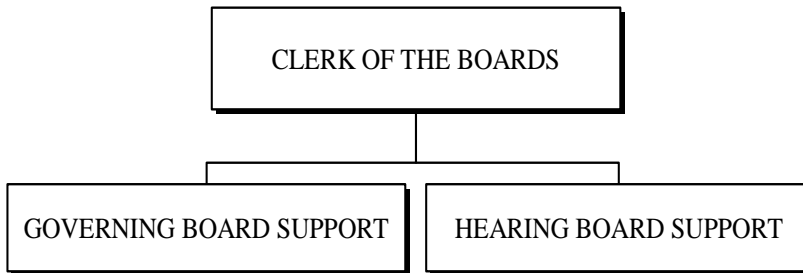 CLERK OF THE BOARDS
GOVERNING BOARD SUPPORT
HEARING BOARD SUPPORT